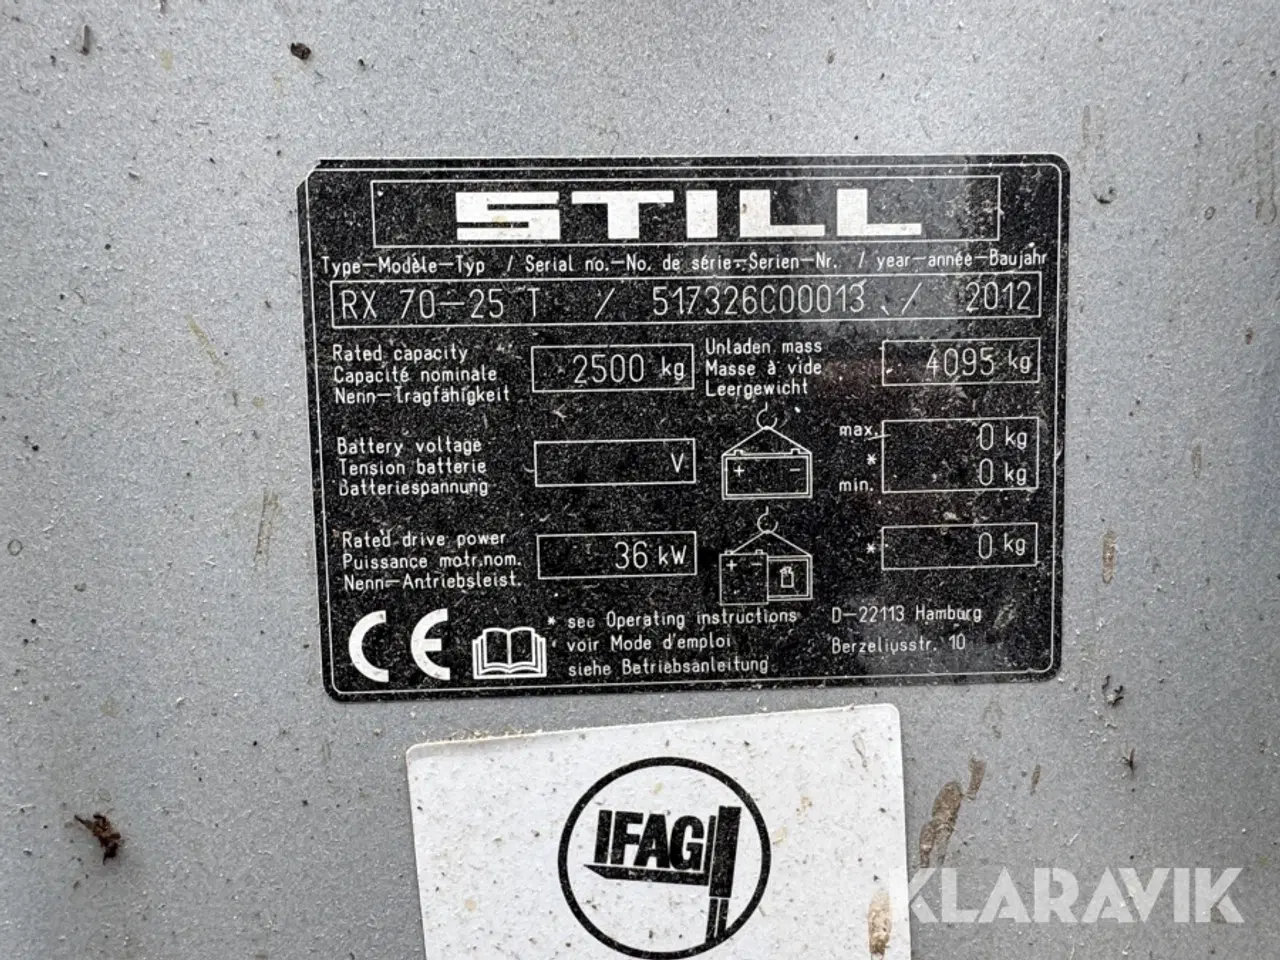 STILL
Type-Modèle-Typ / Serial no.-No. de série-Serien-Nr. / year-année-Baujahr
RX 70-25 T / 517326C00013 / 2012
Rated capacity
Capacité nominale
Nenn-Tragfähigkeit
2500 kg
Unladen mass
Masse à vide
Leergewicht
4095 kg
Battery voltage
Tension batterie
Batteriespannung
V
+ -
max. 0 kg
*
min. 0 kg
Rated drive power
Puissance motr.nom.
Nenn-Antriebsleist.
36 kW
+ -
* 0 kg
CE
* see Operating instructions
voir Mode d'emploi
siehe Betriebsanleitung
D-22113 Hamburg
Berzeliusstr. 10
IFAG
KLARAVIK